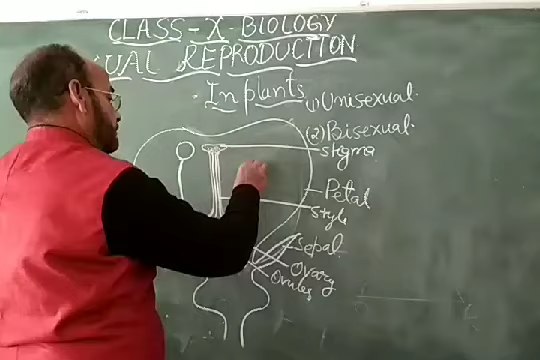 CLASS - X - BIOLOGY
UAL REPRODUCTION
• In plants
(1) Unisexual.
(2) Bisexual.
Stigma
Petal
Style
Sepal
Ovary
Ovules